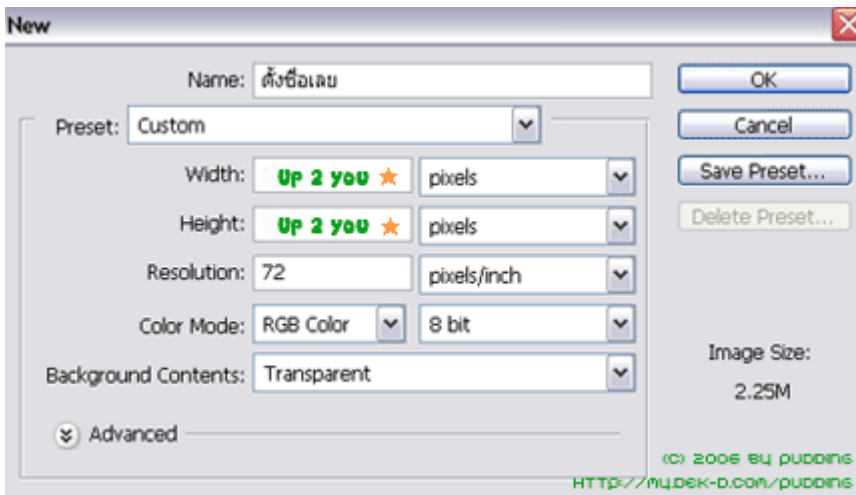 New
Name: ตั้งชื่อเลย
OK
Preset: Custom
Cancel
Width: UP 2 you pixels
Save Preset...
Height: UP 2 you pixels
Delete Preset...
Resolution: 72 pixels/inch
Color Mode: RGB Color 8 bit
Image Size:
Background Contents: Transparent
2.25M
Advanced
(C) 2006 By PUDDING
HTTP://my.DEK-D.com/PUDDING